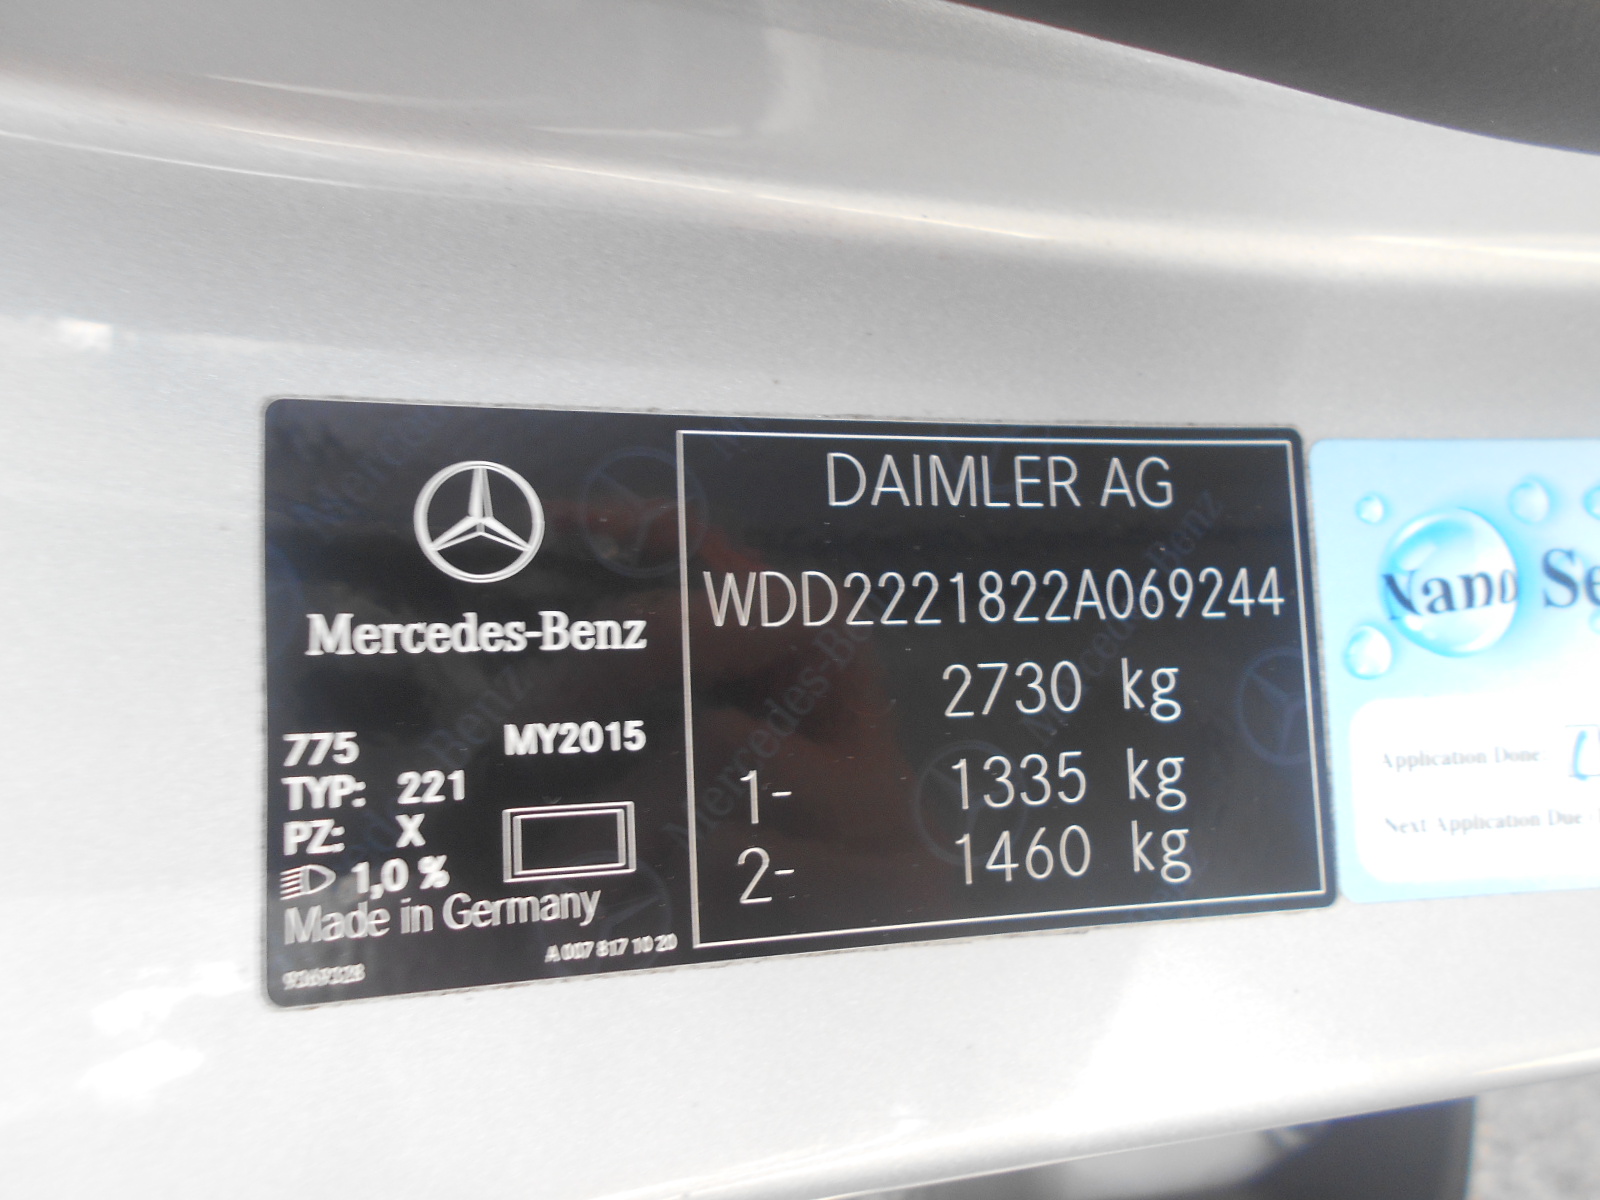 Mercedes-Benz
775 MY2015
TYP: 221
PZ: X
1,0 %
Made in Germany
A 007 817 10 20
DAIMLER AG
WDD2221822A069244
2730 kg
1- 1335 kg
2- 1460 kg
Nano Se
Application Done
Next Application Due